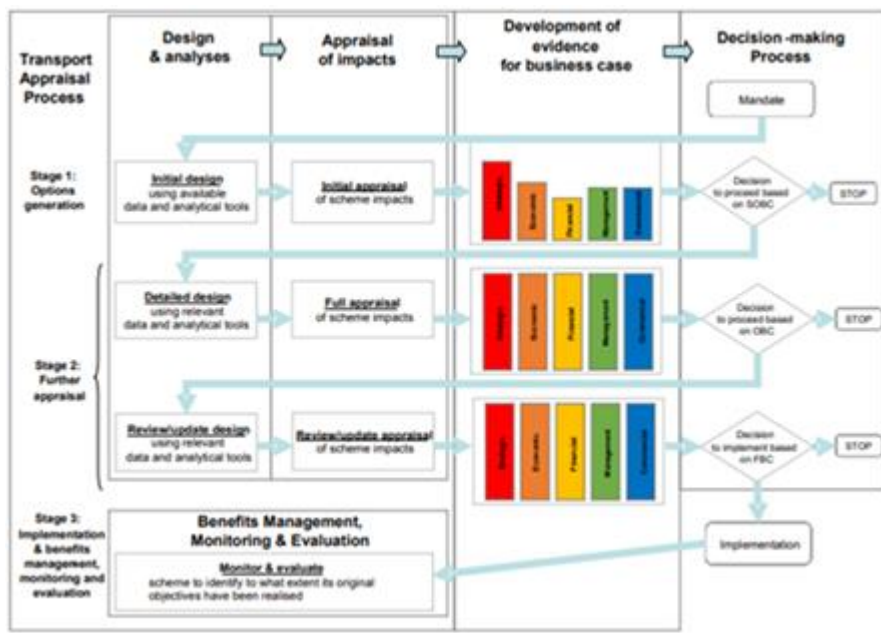 Transport
Appraisal
Process
Design
& analyses
Appraisal
of impacts
Development of
evidence
for business case
Decision -making
Process
Mandate
Stage 1:
Options
generation
Initial design
using available
data and analytical tools
Initial appraisal
of scheme impacts
Economic
Financial
Management
Decision
to proceed based
on SOBC
STOP
Stage 2:
Further
appraisal
Detailed design
using relevant
data and analytical tools
Full appraisal
of scheme impacts
Strategic
Economic
Financial
Management
Commercial
Decision
to proceed based
on OBC
STOP
Review/update design
using relevant
data and analytical tools
Review/update appraisal
of scheme impacts
Strategic
Economic
Financial
Management
Commercial
Decision
to implement based
on FBC
STOP
Stage 3:
Implementation
& benefits
management,
monitoring and
evaluation
Benefits Management,
Monitoring & Evaluation
Monitor & evaluate
scheme to identify to what extent its original
objectives have been realised
Implementation